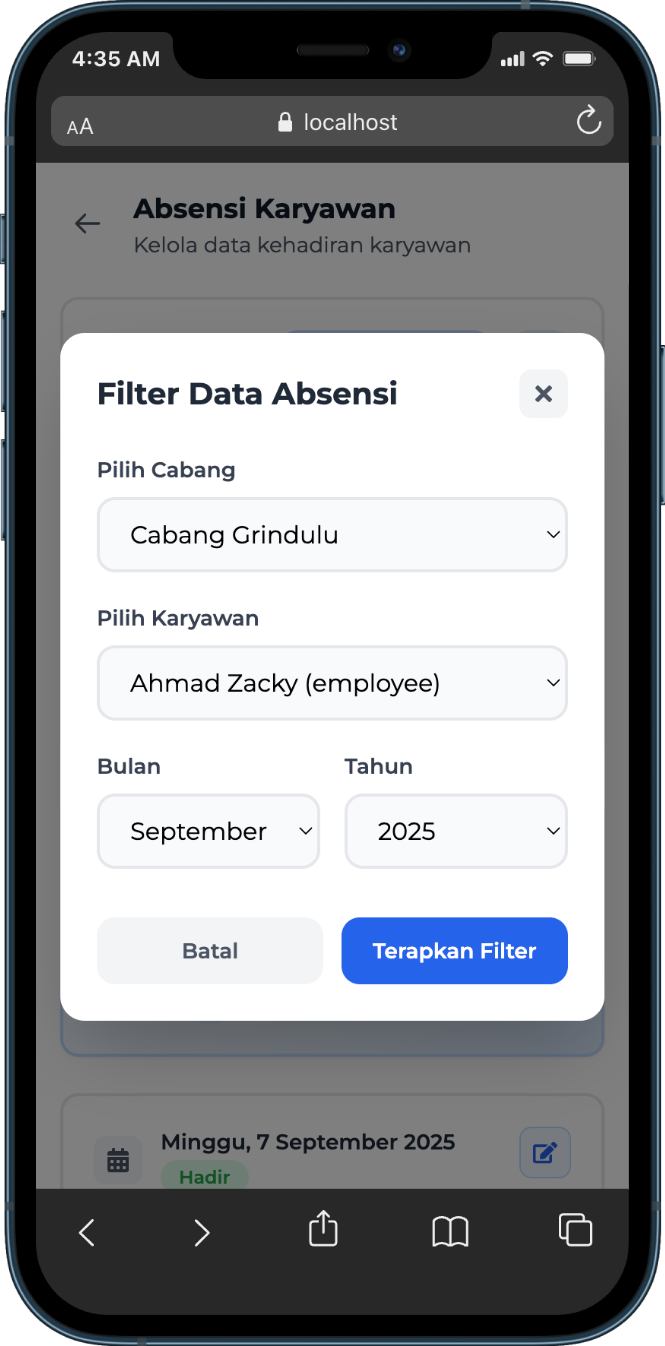 4:35 AM
AA
localhost
Absensi Karyawan
Kelola data kehadiran karyawan
Filter Data Absensi
Pilih Cabang
Cabang Grindulu
Pilih Karyawan
Ahmad Zacky (employee)
Bulan
Tahun
September
2025
Batal
Terapkan Filter
Minggu, 7 September 2025
Hadir